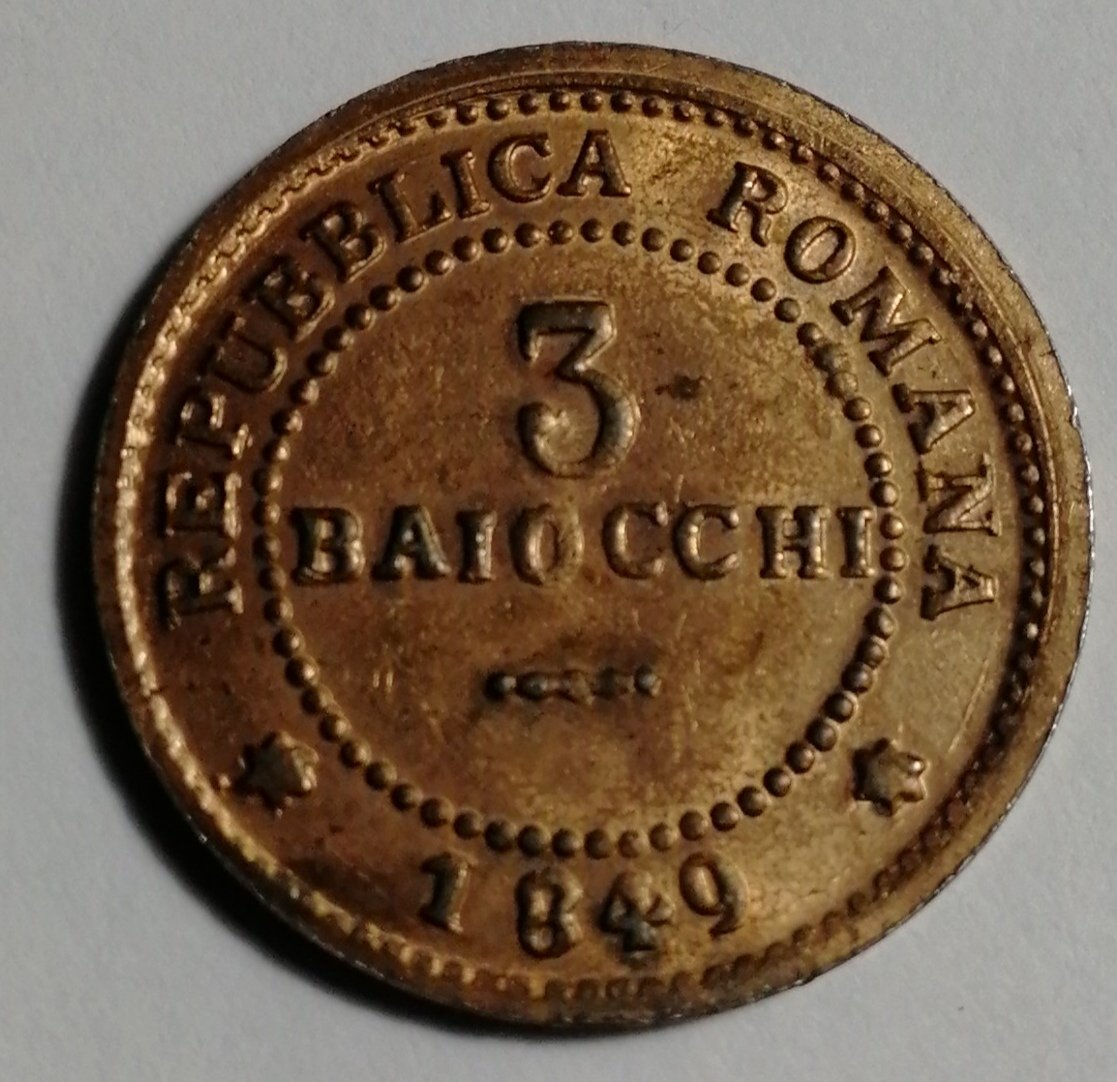 REPUBBLICA ROMANA
3
BAIOCCHI
1849